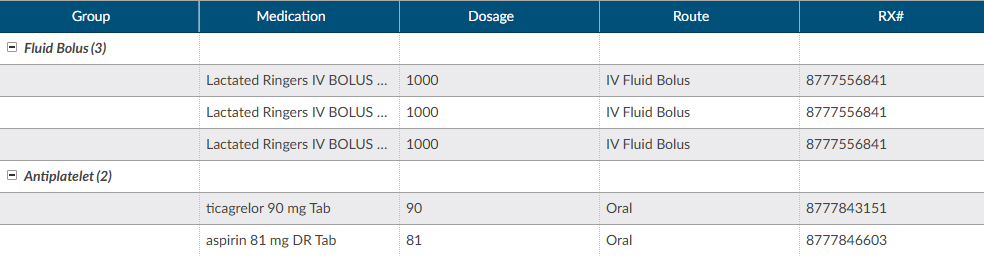 Group Medication Dosage Route RX#
Fluid Bolus (3)
Lactated Ringers IV BOLUS ... 1000 IV Fluid Bolus 8777556841
Lactated Ringers IV BOLUS ... 1000 IV Fluid Bolus 8777556841
Lactated Ringers IV BOLUS ... 1000 IV Fluid Bolus 8777556841
Antiplatelet (2)
ticagrelor 90 mg Tab 90 Oral 8777843151
aspirin 81 mg DR Tab 81 Oral 8777846603